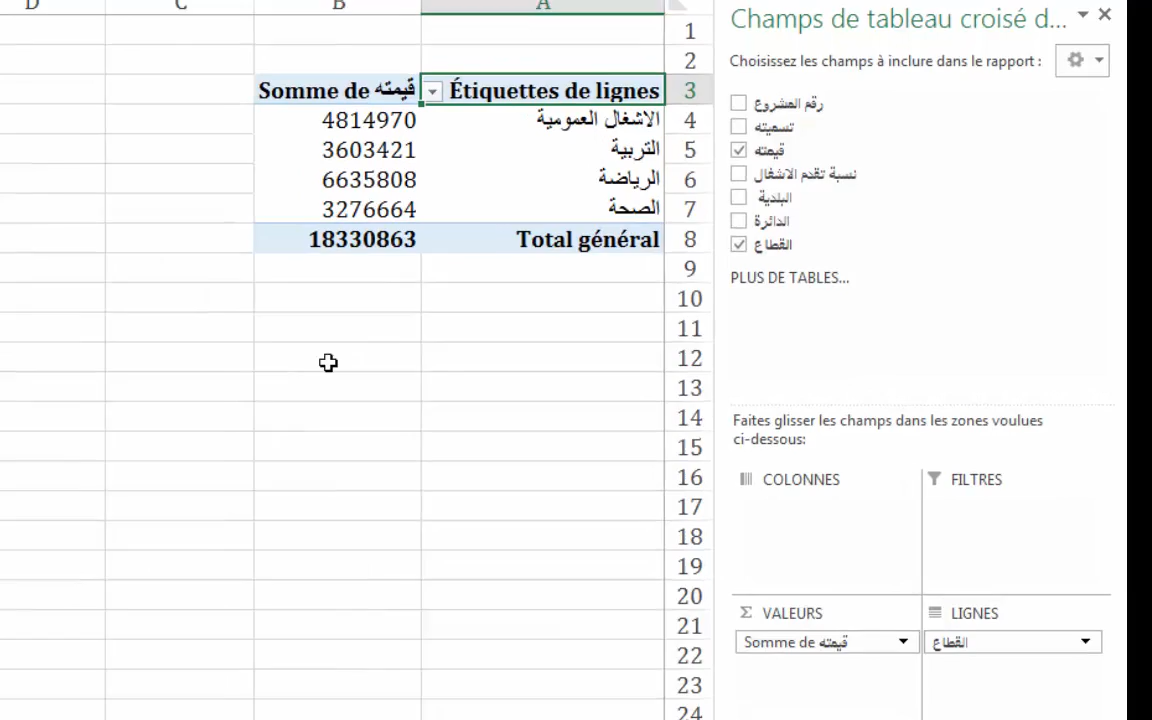 D C B A
Champs de tableau croisé d...
Choisissez les champs à inclure dans le rapport :
رقم المشروع
تسميته
قيمته
نسبة تقدم الاشغال
البلدية
الدائرة
القطاع
PLUS DE TABLES...
Faites glisser les champs dans les zones voulues
ci-dessous:
COLONNES
FILTRES
VALEURS
LIGNES
Somme de قيمته
القطاع
1
2
3 Étiquettes de lignes Somme de قيمته
4 الاشغال العمومية 4814970
5 التربية 3603421
6 الرياضة 6635808
7 الصحة 3276664
8 Total général 18330863
9
10
11
12
13
14
15
16
17
18
19
20
21
22
23
24